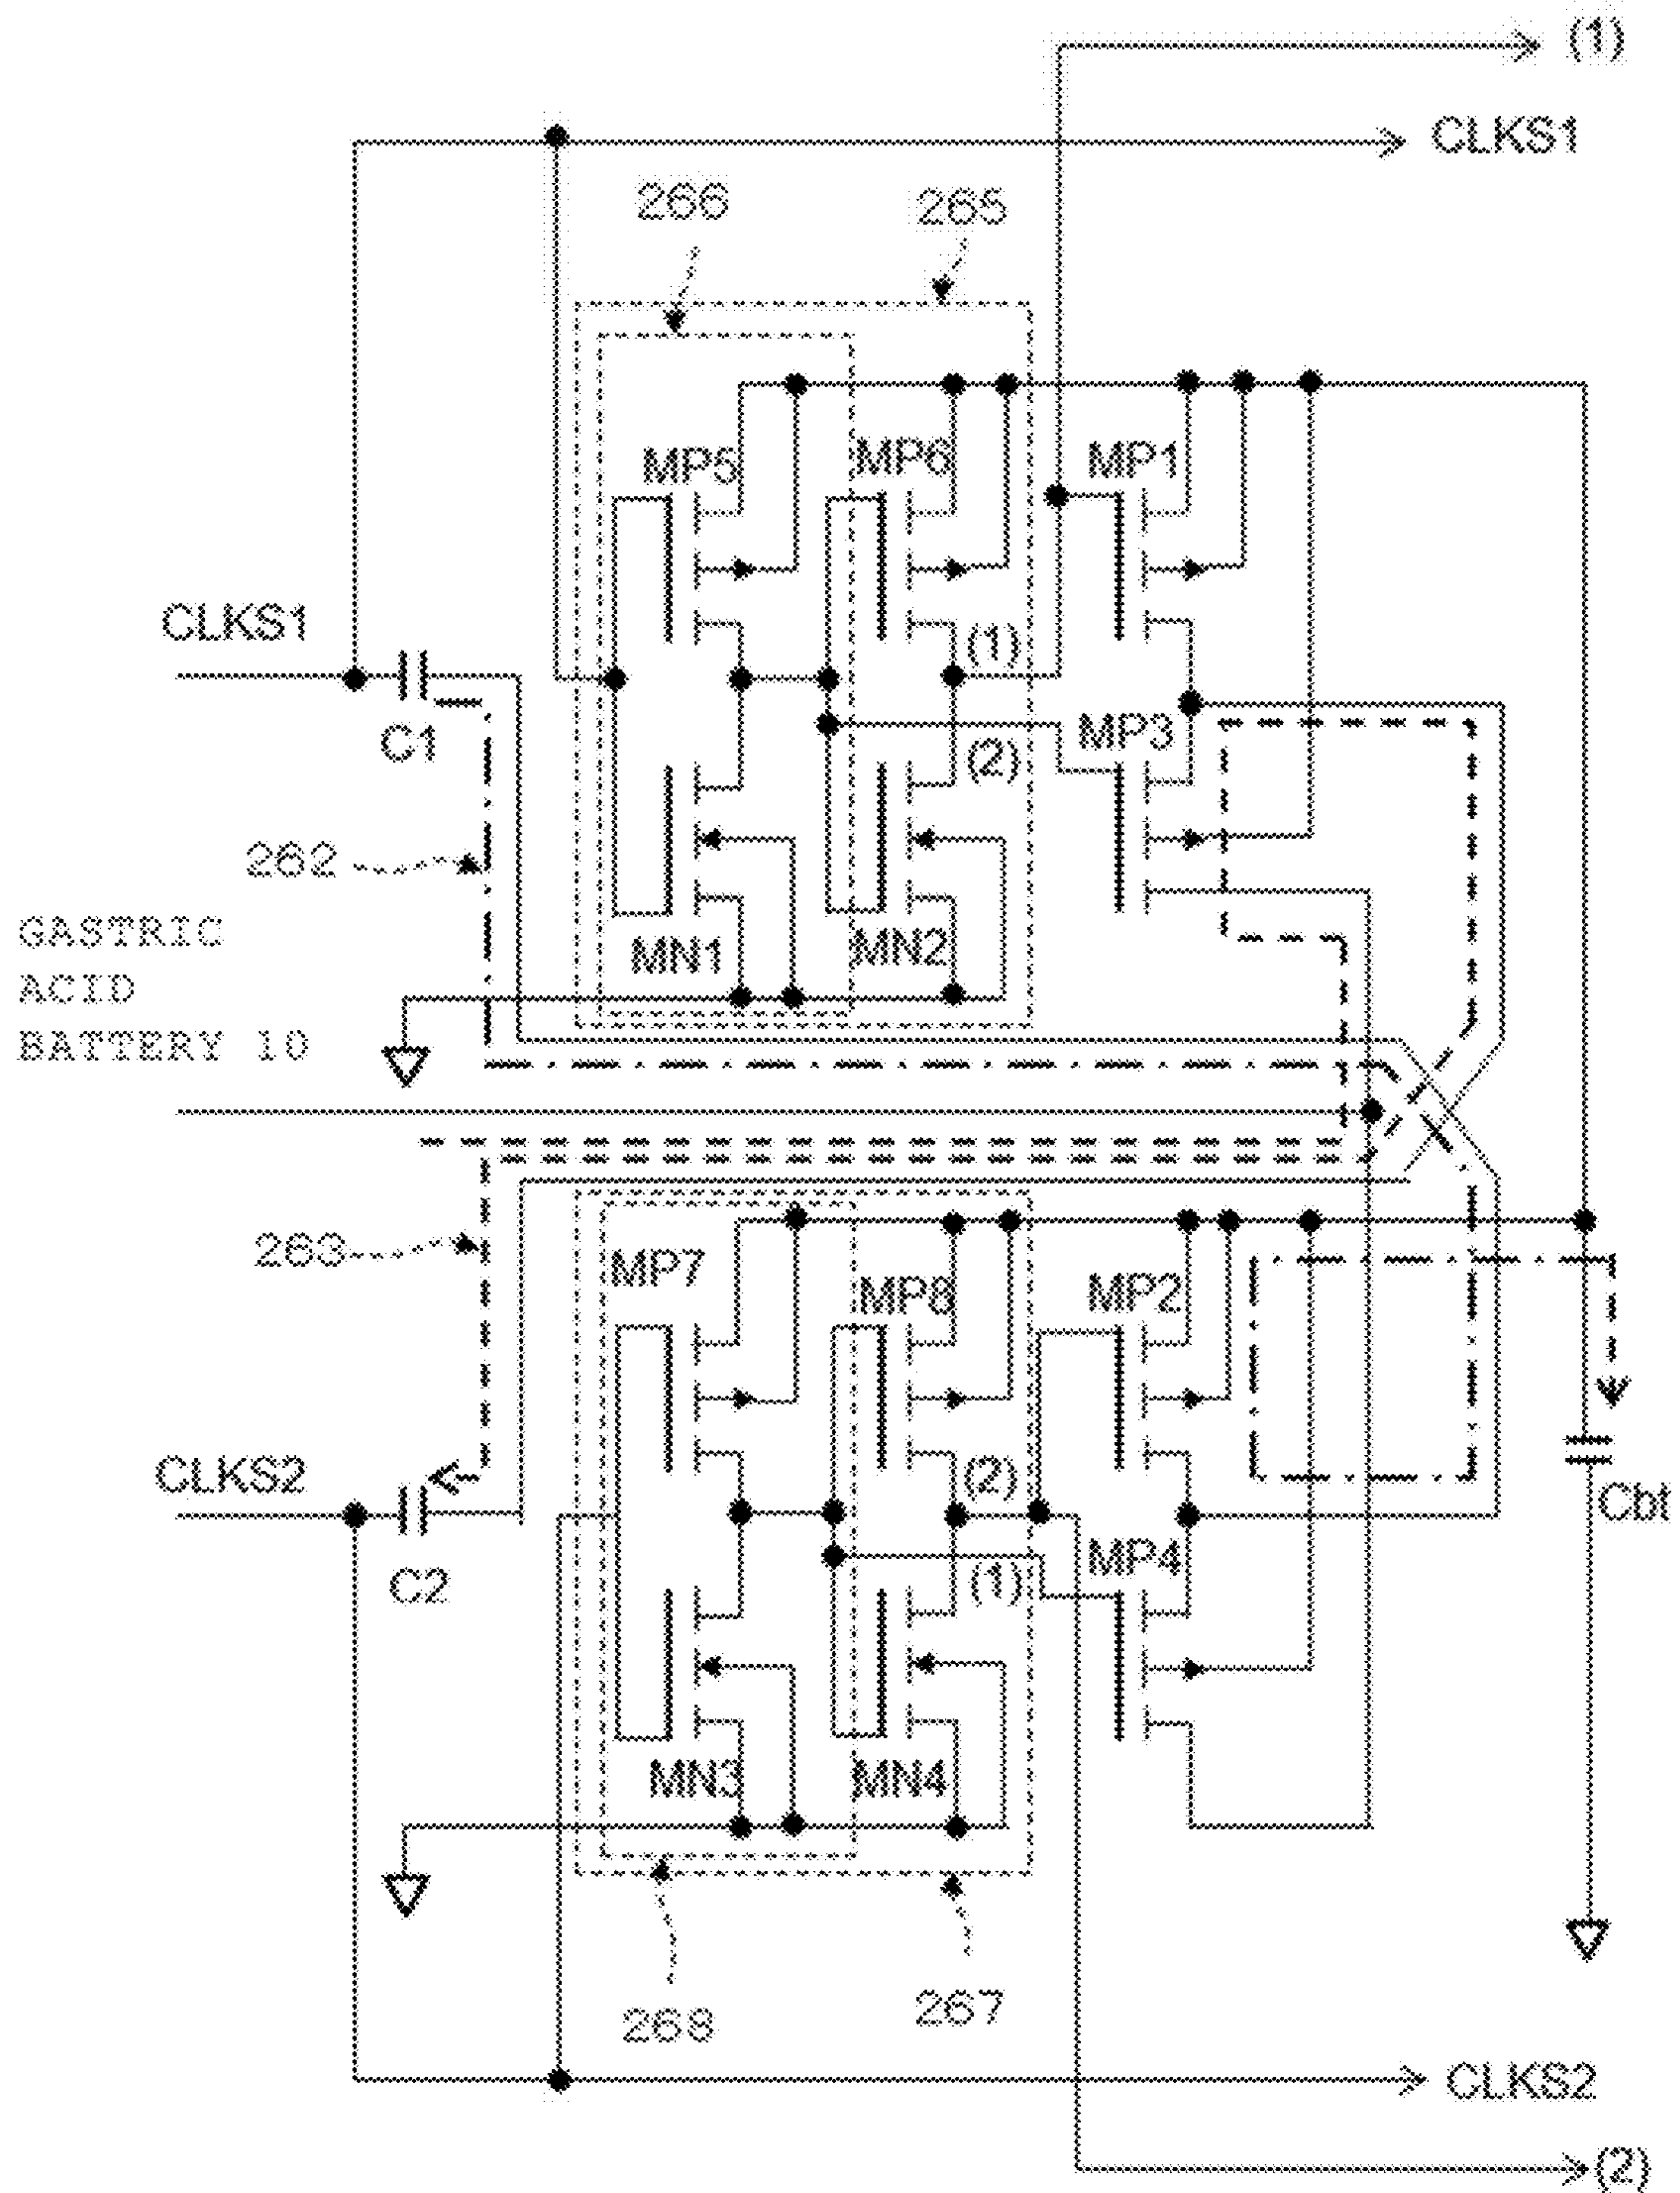 (1)
CLKS1
266
265
MP5
MP6
MP1
CLKS1
(1)
C1
MP3
(2)
262
GASTRIC
ACID
BATTERY 10
MN1
MN2
263
MP7
MP8
MP2
CLKS2
(2)
Cbt
C2
MP4
(1)
MN3
MN4
268
267
CLKS2
(2)